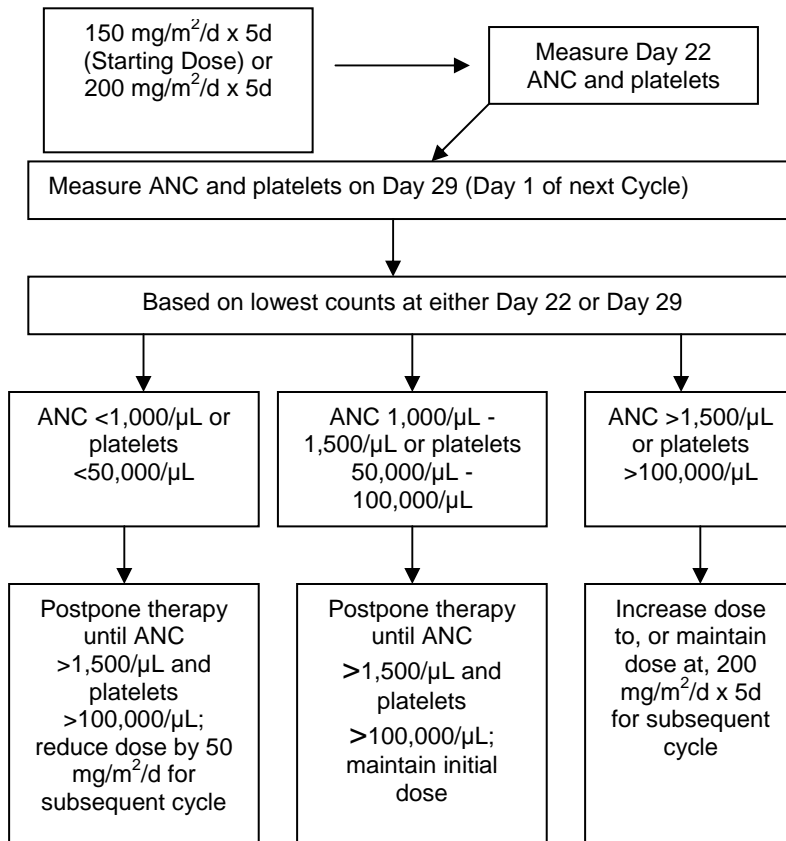 150 mg/m²/d x 5d
(Starting Dose) or
200 mg/m²/d x 5d
Measure Day 22
ANC and platelets
Measure ANC and platelets on Day 29 (Day 1 of next Cycle)
Based on lowest counts at either Day 22 or Day 29
ANC <1,000/µL or
platelets
<50,000/µL
ANC 1,000/µL -
1,500/µL or platelets
50,000/µL -
100,000/µL
ANC >1,500/µL
or platelets
>100,000/µL
Postpone therapy
until ANC
>1,500/µL and
platelets
>100,000/µL;
reduce dose by 50
mg/m²/d for
subsequent cycle
Postpone therapy
until ANC
>1,500/µL and
platelets
>100,000/µL;
maintain initial
dose
Increase dose
to, or maintain
dose at, 200
mg/m²/d x 5d
for subsequent
cycle